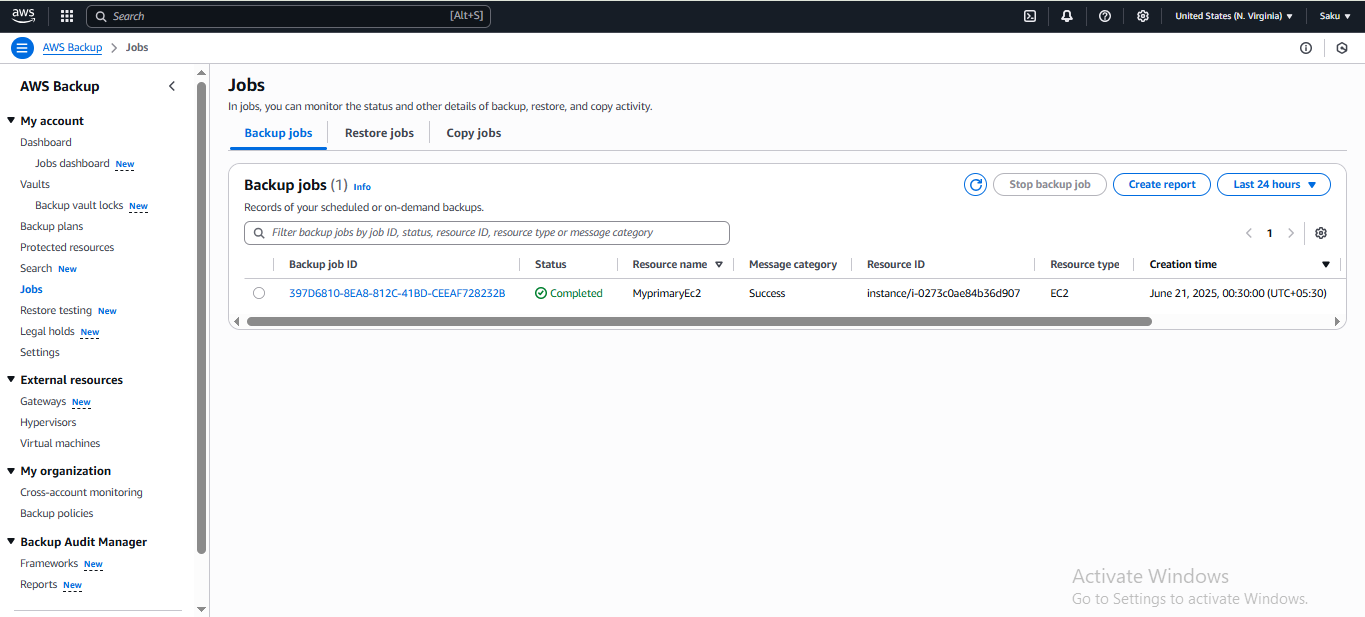 aws
Search [Alt+S]
United States (N. Virginia) Saku
AWS Backup Jobs
AWS Backup
My account
Dashboard
Jobs dashboard New
Vaults
Backup vault locks New
Backup plans
Protected resources
Search New
Jobs
Restore testing New
Legal holds New
Settings
External resources
Gateways New
Hypervisors
Virtual machines
My organization
Cross-account monitoring
Backup policies
Backup Audit Manager
Frameworks New
Reports New
Jobs
In jobs, you can monitor the status and other details of backup, restore, and copy activity.
Backup jobs Restore jobs Copy jobs
Backup jobs (1) Info
Stop backup job Create report Last 24 hours
Records of your scheduled or on-demand backups.
Filter backup jobs by job ID, status, resource ID, resource type or message category
1
Backup job ID Status Resource name Message category Resource ID Resource type Creation time
397D6810-8EA8-812C-41BD-CEEAF728232B Completed MyprimaryEc2 Success instance/i-0273c0ae84b36d907 EC2 June 21, 2025, 00:30:00 (UTC+05:30)
Activate Windows
Go to Settings to activate Windows.